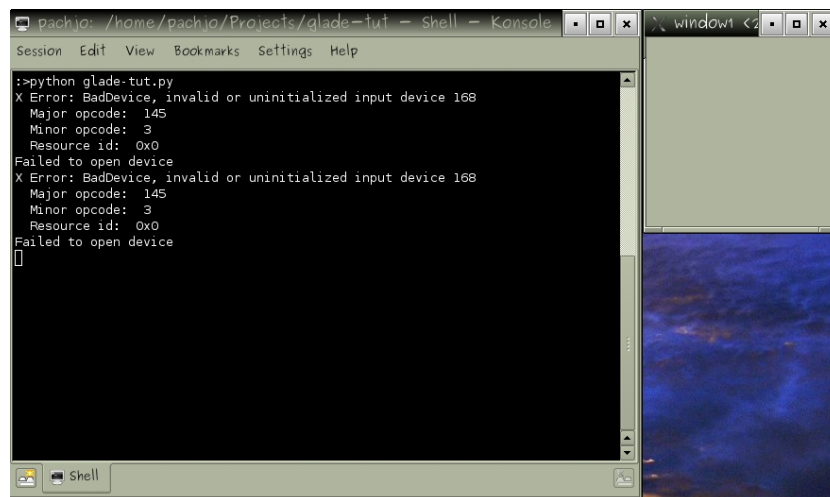 pachjo: /home/pachjo/Projects/glade-tut - Shell - Konsole
window1 <2
Session Edit View Bookmarks Settings Help
:>python glade-tut.py
X Error: BadDevice, invalid or uninitialized input device 168
  Major opcode:  145
  Minor opcode:  3
  Resource id:  0x0
Failed to open device
X Error: BadDevice, invalid or uninitialized input device 168
  Major opcode:  145
  Minor opcode:  3
  Resource id:  0x0
Failed to open device
Shell